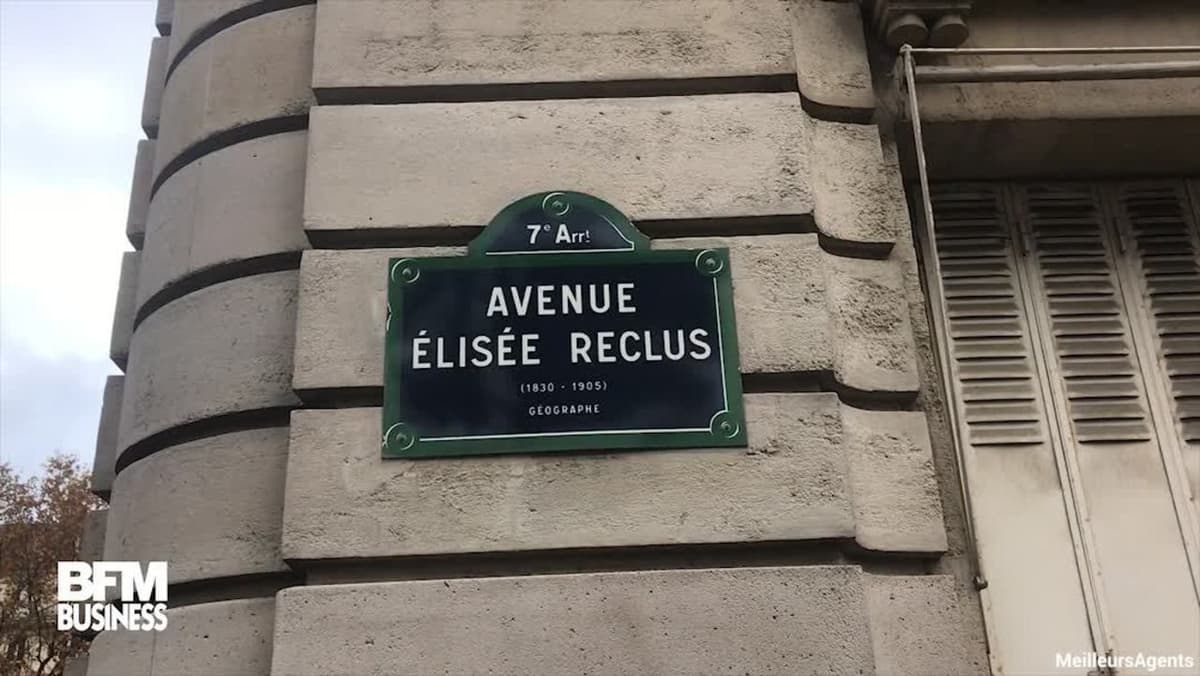 7e Arrt
AVENUE
ÉLISÉE RECLUS
(1830 - 1905)
GÉOGRAPHE
BFM
BUSINESS
MeilleursAgents